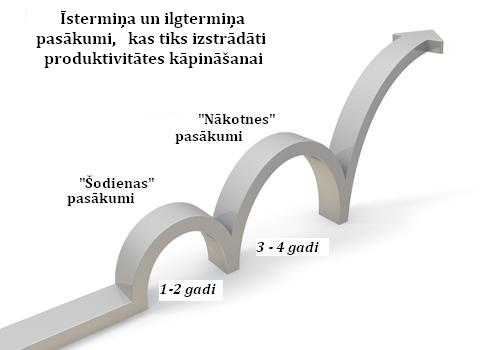 Īstermiņa un ilgtermiņa
pasākumi, kas tiks izstrādāti
produktivitātes kāpināšanai
"Nākotnes"
pasākumi
"Šodienas"
pasākumi
3 - 4 gadi
1-2 gadi